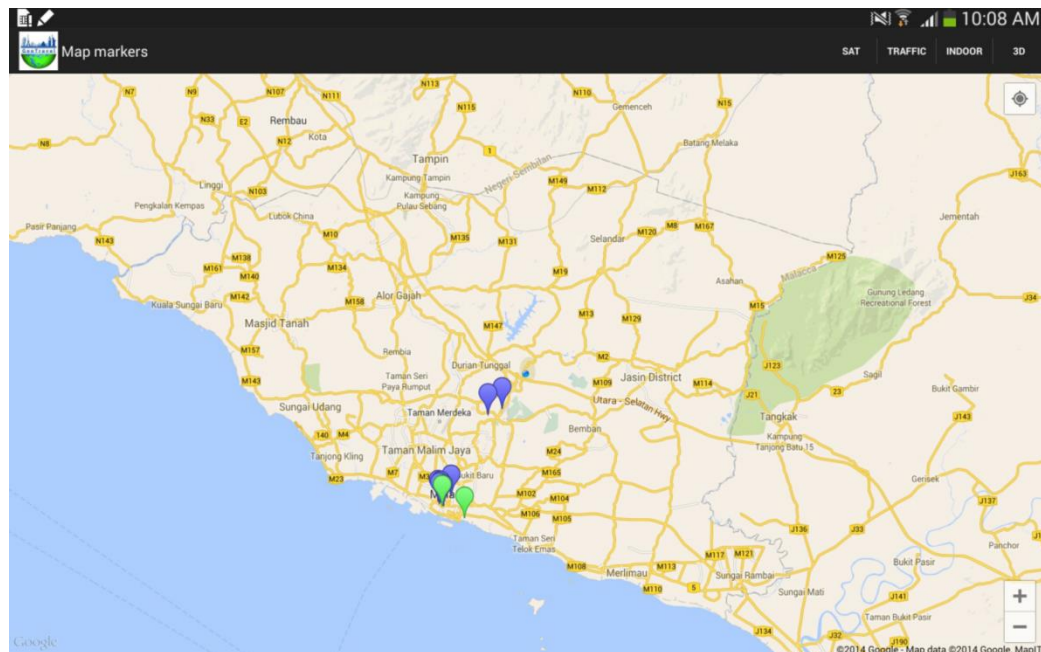 10:08 AM
GeoTravel
Map markers
SAT
TRAFFIC
INDOOR
3D
N7
N9
N107
N111
N113
N115
N110
Gemenceh
N15
N33
E2
Rembau
Kota
N12
N8
Batang Melaka
Tampin
1
Negeri Sembilan
Linggi
N103
Kampung Tampin
M149
M112
J163
Pengkalan Kempas
Kampung
Pulau Sebang
Lubok China
Jementah
Pasir Panjang
N143
M10
M135
M131
Selandar
M120
M8
M167
M138
M161
M140
M134
M19
Asahan
Malacca
M125
Kuala Sungai Baru
M142
M158
Alor Gajah
M15
Gunung Ledang
Recreational Forest
J34
Masjid Tanah
M147
M13
M129
M157
Rembia
Durian Tunggal
M2
J123
M143
Taman Seri
Paya Rumput
M109
Jasin District
M114
Sagil
J21
23
Bukit Gambir
Sungai Udang
Taman Merdeka
Utara - Selatan Hwy
Tangkak
J143
140
M4
Bemban
Kampung
Tanjong Batu 15
Tanjong Kling
Taman Malim Jaya
M24
M23
M7
Bukit Baru
M165
Gerisek
M102
M104
J137
M106
M105
J136
J33
Taman Seri
Telok Emas
Panchor
M108
Merlimau
M113
M117
M121
Bukit Pasir
M110
5
Sungai Rambai
Sungai Mati
J141
+
Taman Bukit Pasir
J134
J32
J190
−
Google
©2014 Google - Map data ©2014 Google, MapIT